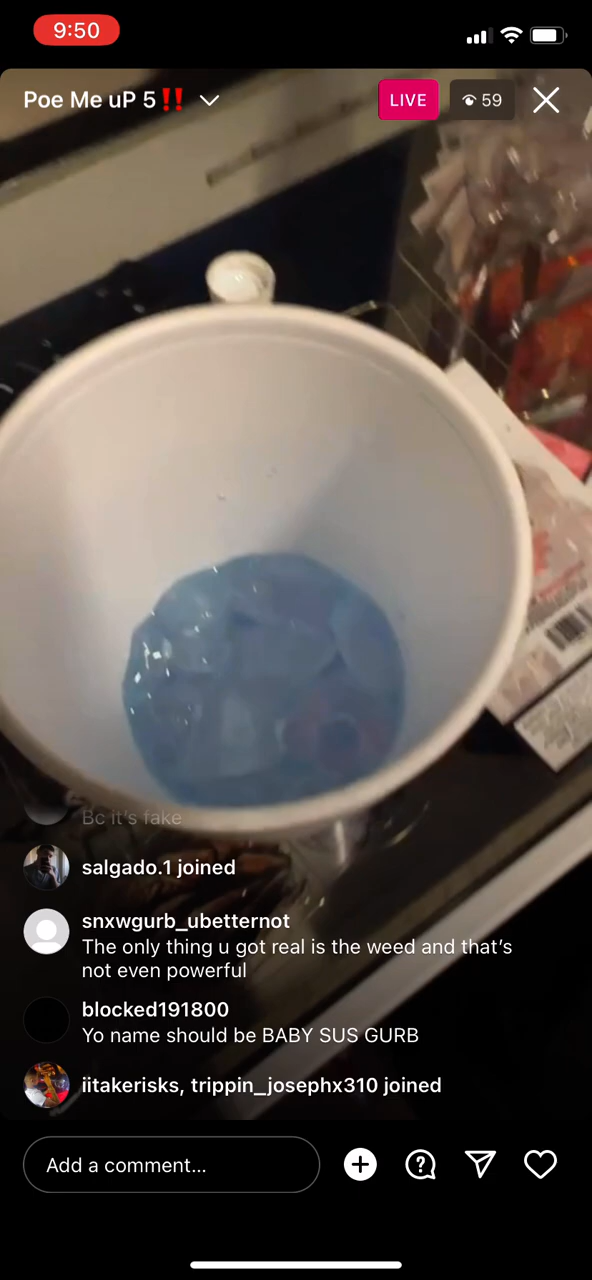 9:50
Poe Me uP 5‼️
LIVE
59
Bc it's fake
salgado.1 joined
snxwgurb_ubetternot
The only thing u got real is the weed and that's
not even powerful
blocked191800
Yo name should be BABY SUS GURB
iitakerisks, trippin_josephx310 joined
Add a comment...